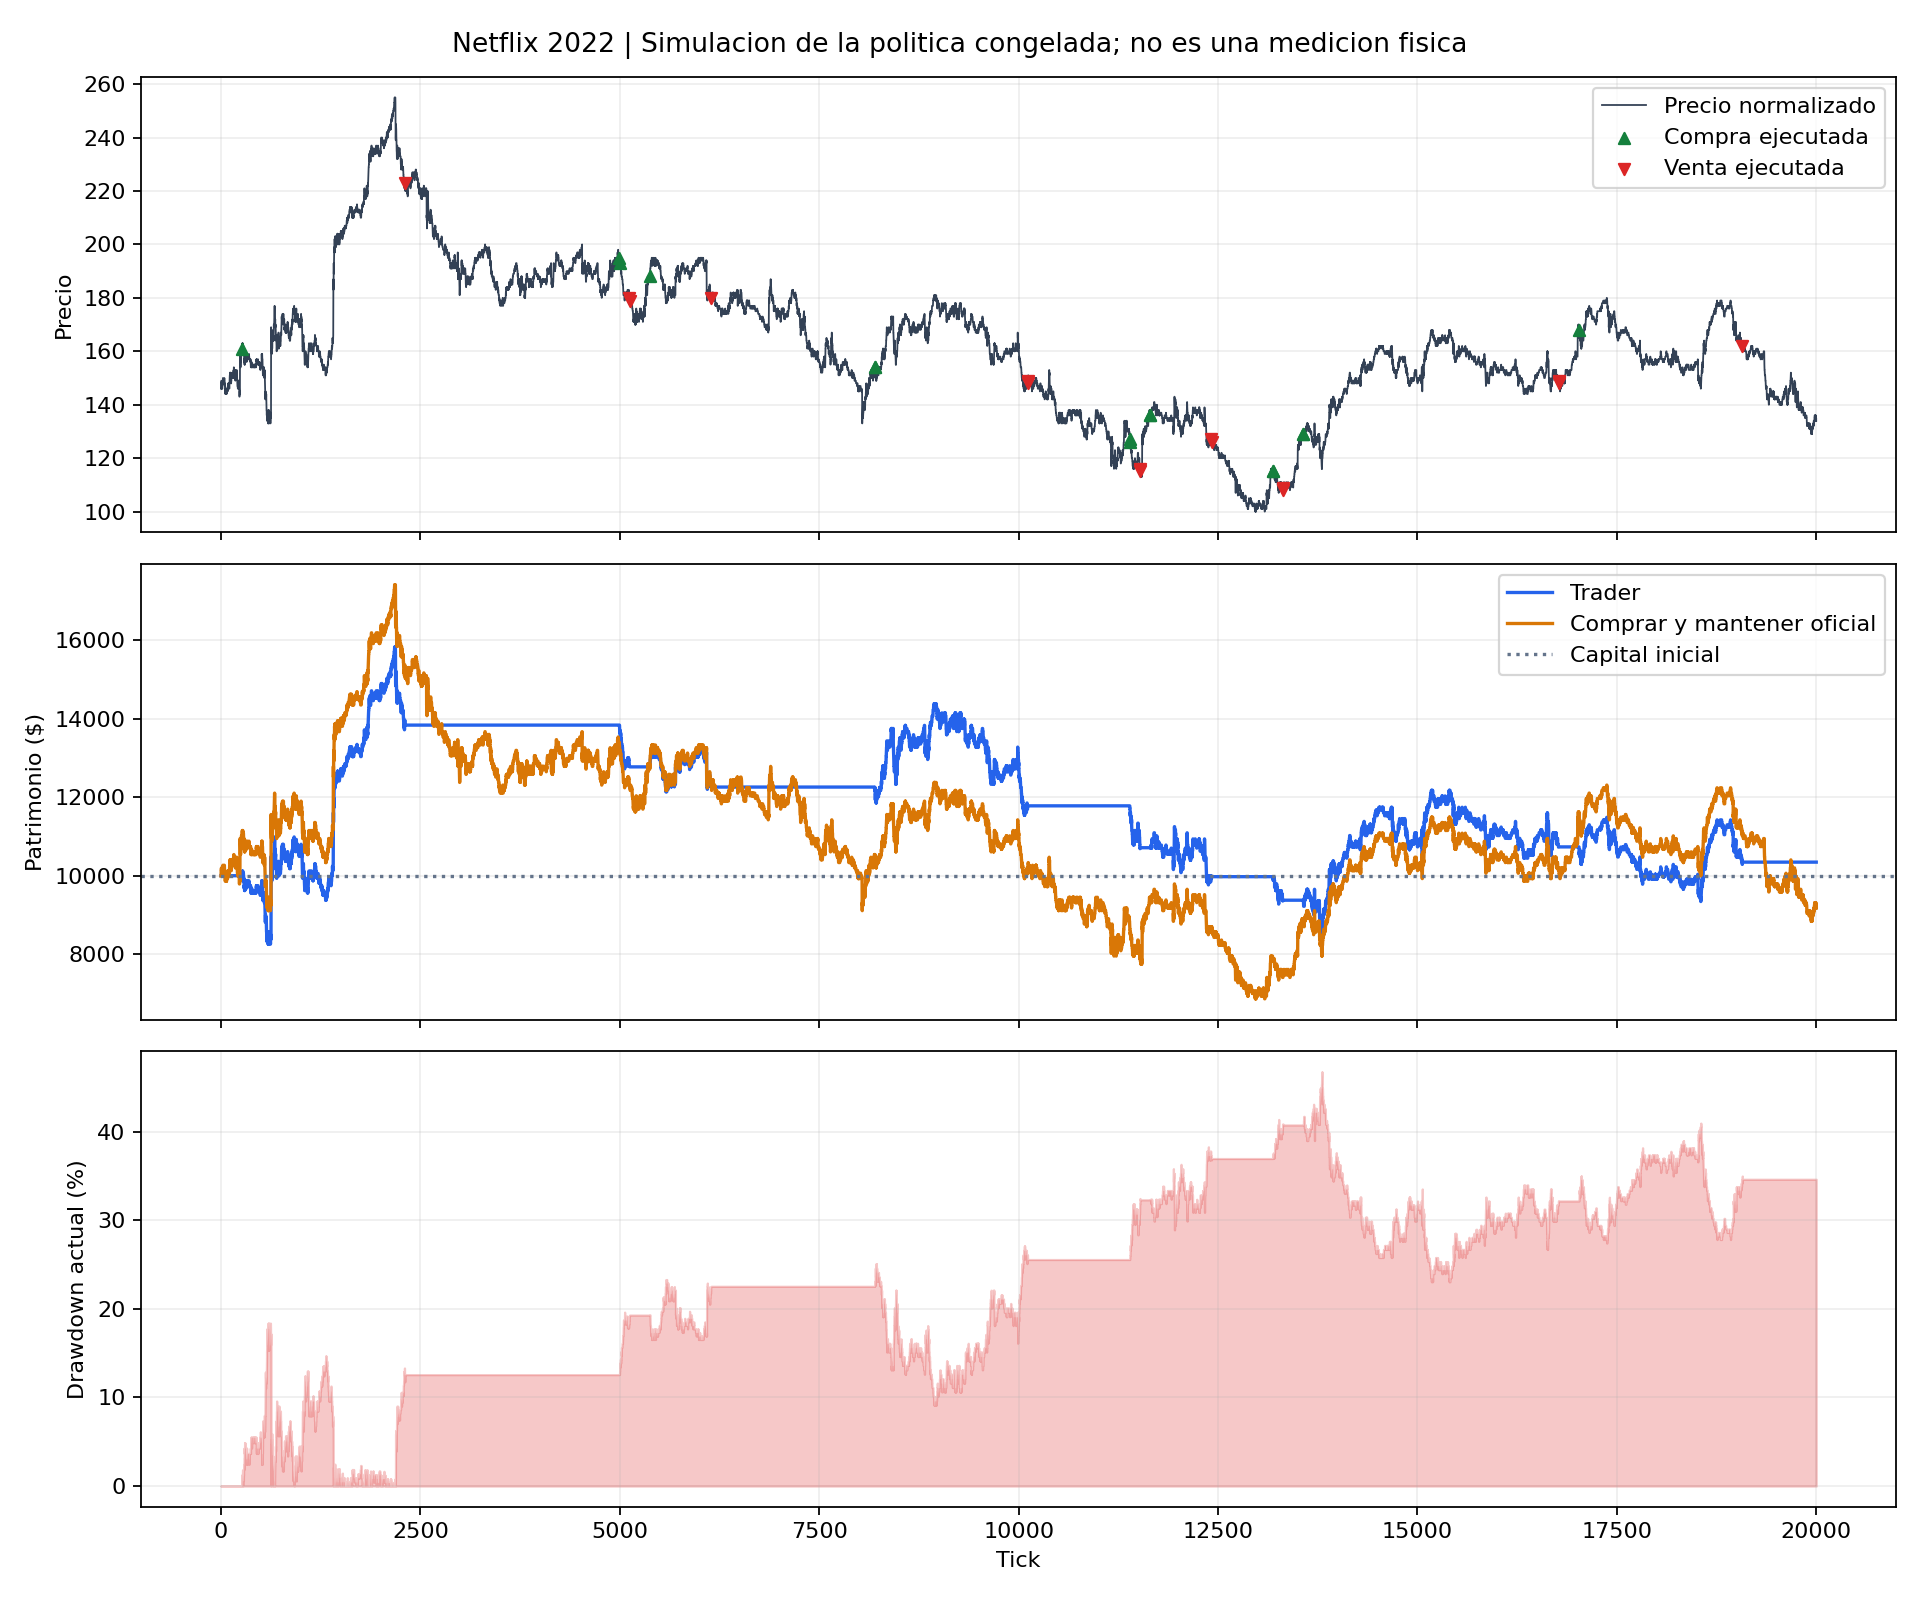 Netflix 2022 | Simulacion de la politica congelada; no es una medicion fisica
260
240
220
200
180
160
140
120
100
Precio
Precio normalizado
Compra ejecutada
Venta ejecutada
16000
14000
12000
10000
8000
Patrimonio ($)
Trader
Comprar y mantener oficial
Capital inicial
40
30
20
10
0
Drawdown actual (%)
0 2500 5000 7500 10000 12500 15000 17500 20000
Tick